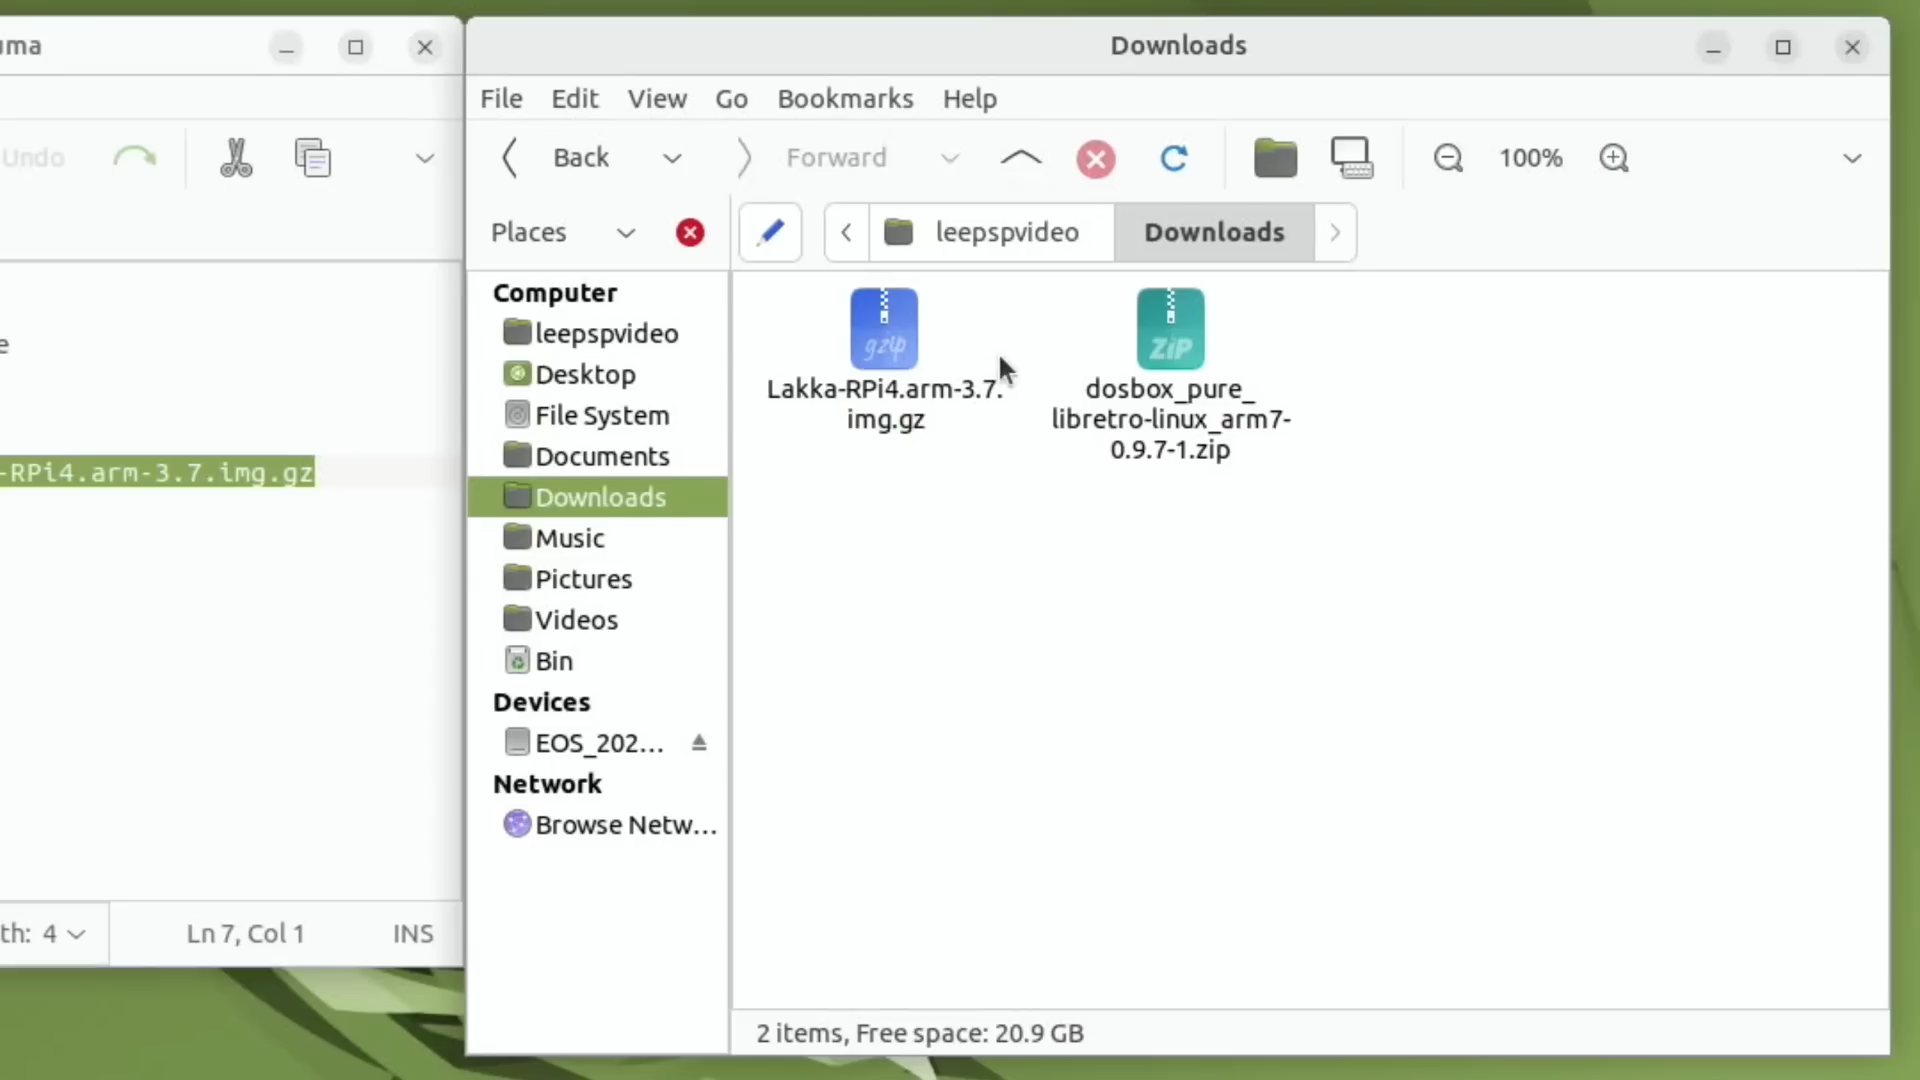 uma
Undo
e
-RPi4.arm-3.7.img.gz
th: 4
Ln 7, Col 1
INS
Downloads
File Edit View Go Bookmarks Help
Back
Forward
100%
Places
leepspvideo
Downloads
Computer
leepspvideo
Desktop
File System
Documents
Downloads
Music
Pictures
Videos
Bin
Devices
EOS_202...
Network
Browse Netw...
gzip
Lakka-RPi4.arm-3.7.
img.gz
ZIP
dosbox_pure_
libretro-linux_arm7-
0.9.7-1.zip
2 items, Free space: 20.9 GB